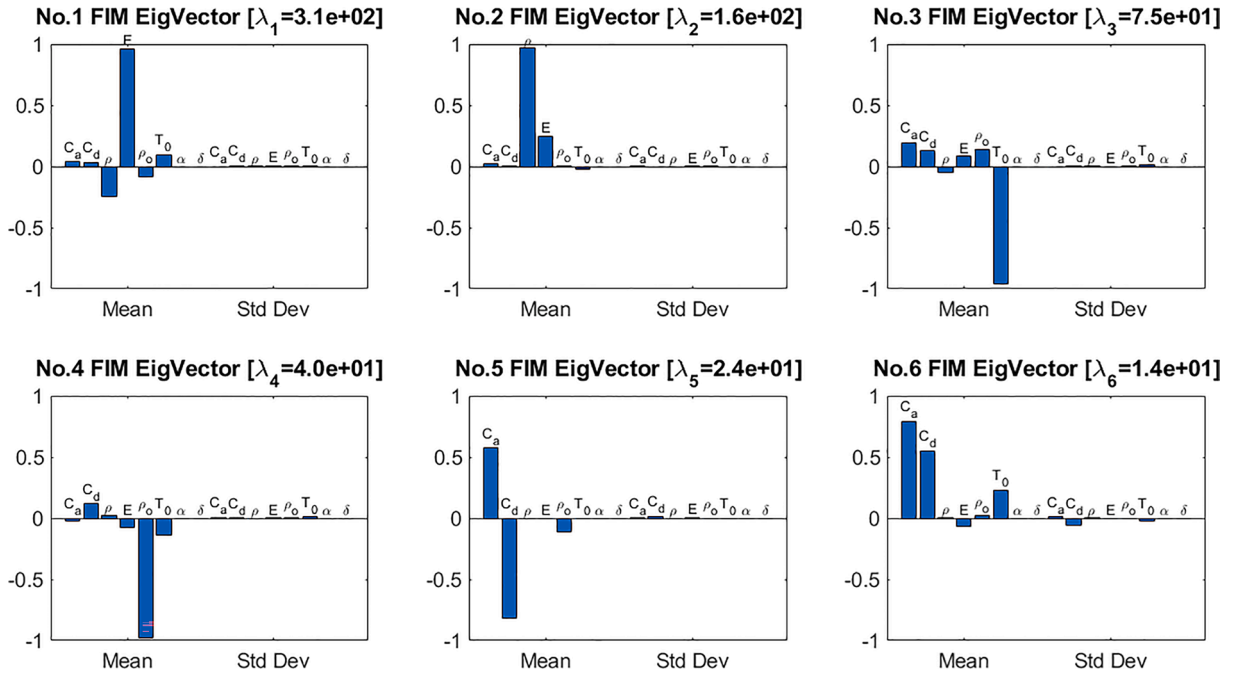 No.1 FIM EigVector [λ1=3.1e+02]
1
0.5
0
-0.5
-1
Ca Cd ρ E ρo T0 α δ Ca Cd ρ E ρo T0 α δ
Mean Std Dev
No.2 FIM EigVector [λ2=1.6e+02]
1
0.5
0
-0.5
-1
Ca Cd ρ E ρo T0 α δ Ca Cd ρ E ρo T0 α δ
Mean Std Dev
No.3 FIM EigVector [λ3=7.5e+01]
1
0.5
0
-0.5
-1
Ca Cd ρ E ρo T0 α δ Ca Cd ρ E ρo T0 α δ
Mean Std Dev
No.4 FIM EigVector [λ4=4.0e+01]
1
0.5
0
-0.5
-1
Ca Cd ρ E ρo T0 α δ Ca Cd ρ E ρo T0 α δ
Mean Std Dev
No.5 FIM EigVector [λ5=2.4e+01]
1
0.5
0
-0.5
-1
Ca Cd ρ E ρo T0 α δ Ca Cd ρ E ρo T0 α δ
Mean Std Dev
No.6 FIM EigVector [λ6=1.4e+01]
1
0.5
0
-0.5
-1
Ca Cd ρ E ρo T0 α δ Ca Cd ρ E ρo T0 α δ
Mean Std Dev